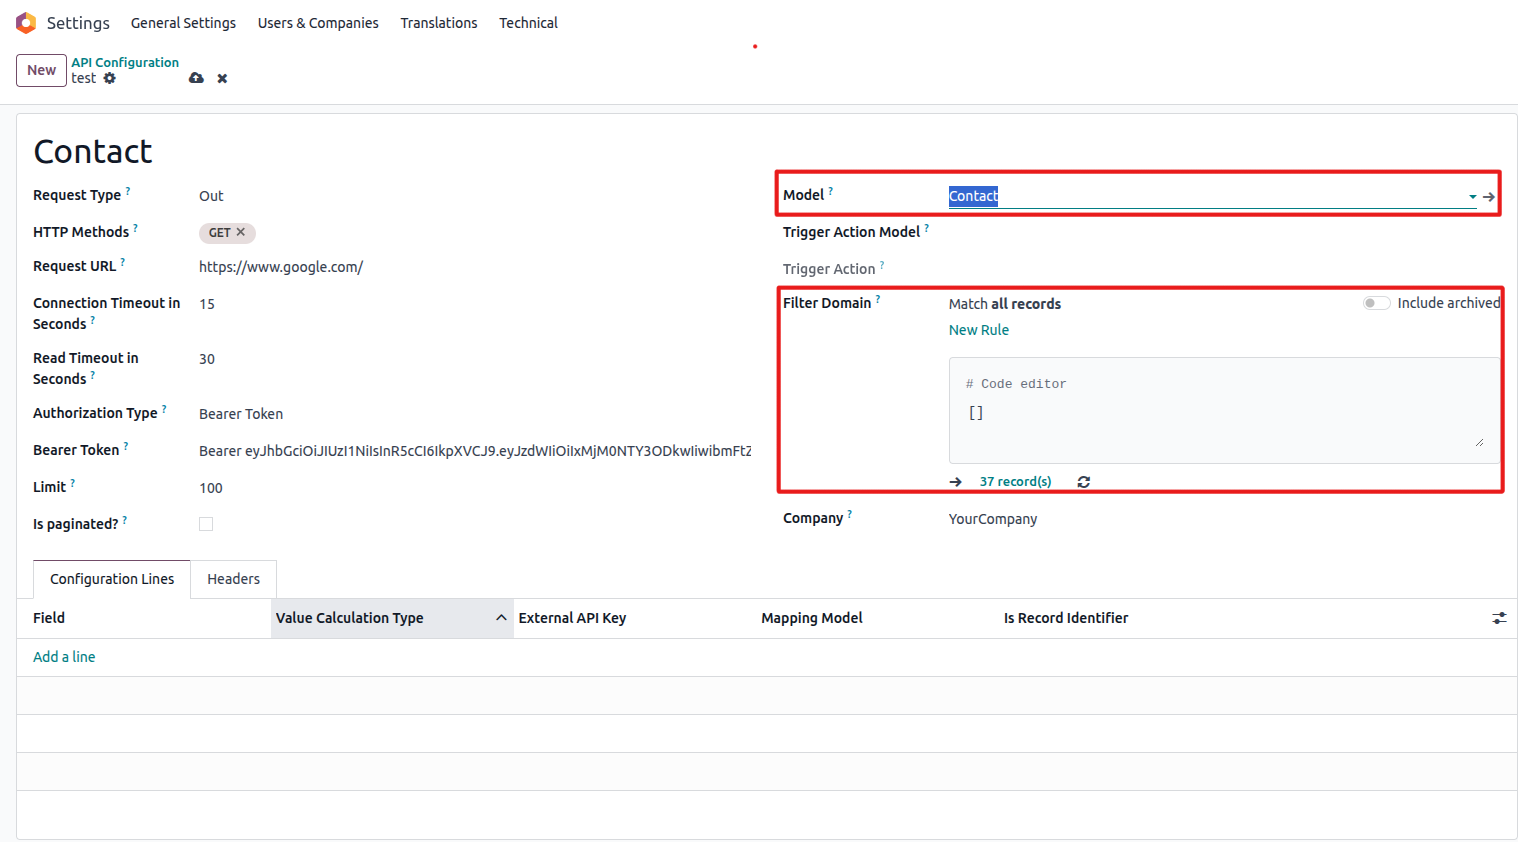 Settings General Settings Users & Companies Translations Technical
New API Configuration
test
Contact
Request Type ? Out
HTTP Methods ? GET
Request URL ? https://www.google.com/
Connection Timeout in
Seconds ? 15
Read Timeout in
Seconds ? 30
Authorization Type ? Bearer Token
Bearer Token ? Bearer eyJhbGciOiJIUzI1NiIsInR5cCI6IkpXVCJ9.eyJzdWIiOiIxMjM0NTY3ODkwIiwibmFtZ
Limit ? 100
Is paginated? ?
Model ? Contact
Trigger Action Model ?
Trigger Action ?
Filter Domain ? Match all records Include archived
New Rule
# Code editor
[]
37 record(s)
Company ? YourCompany
Configuration Lines Headers
Field Value Calculation Type External API Key Mapping Model Is Record Identifier
Add a line